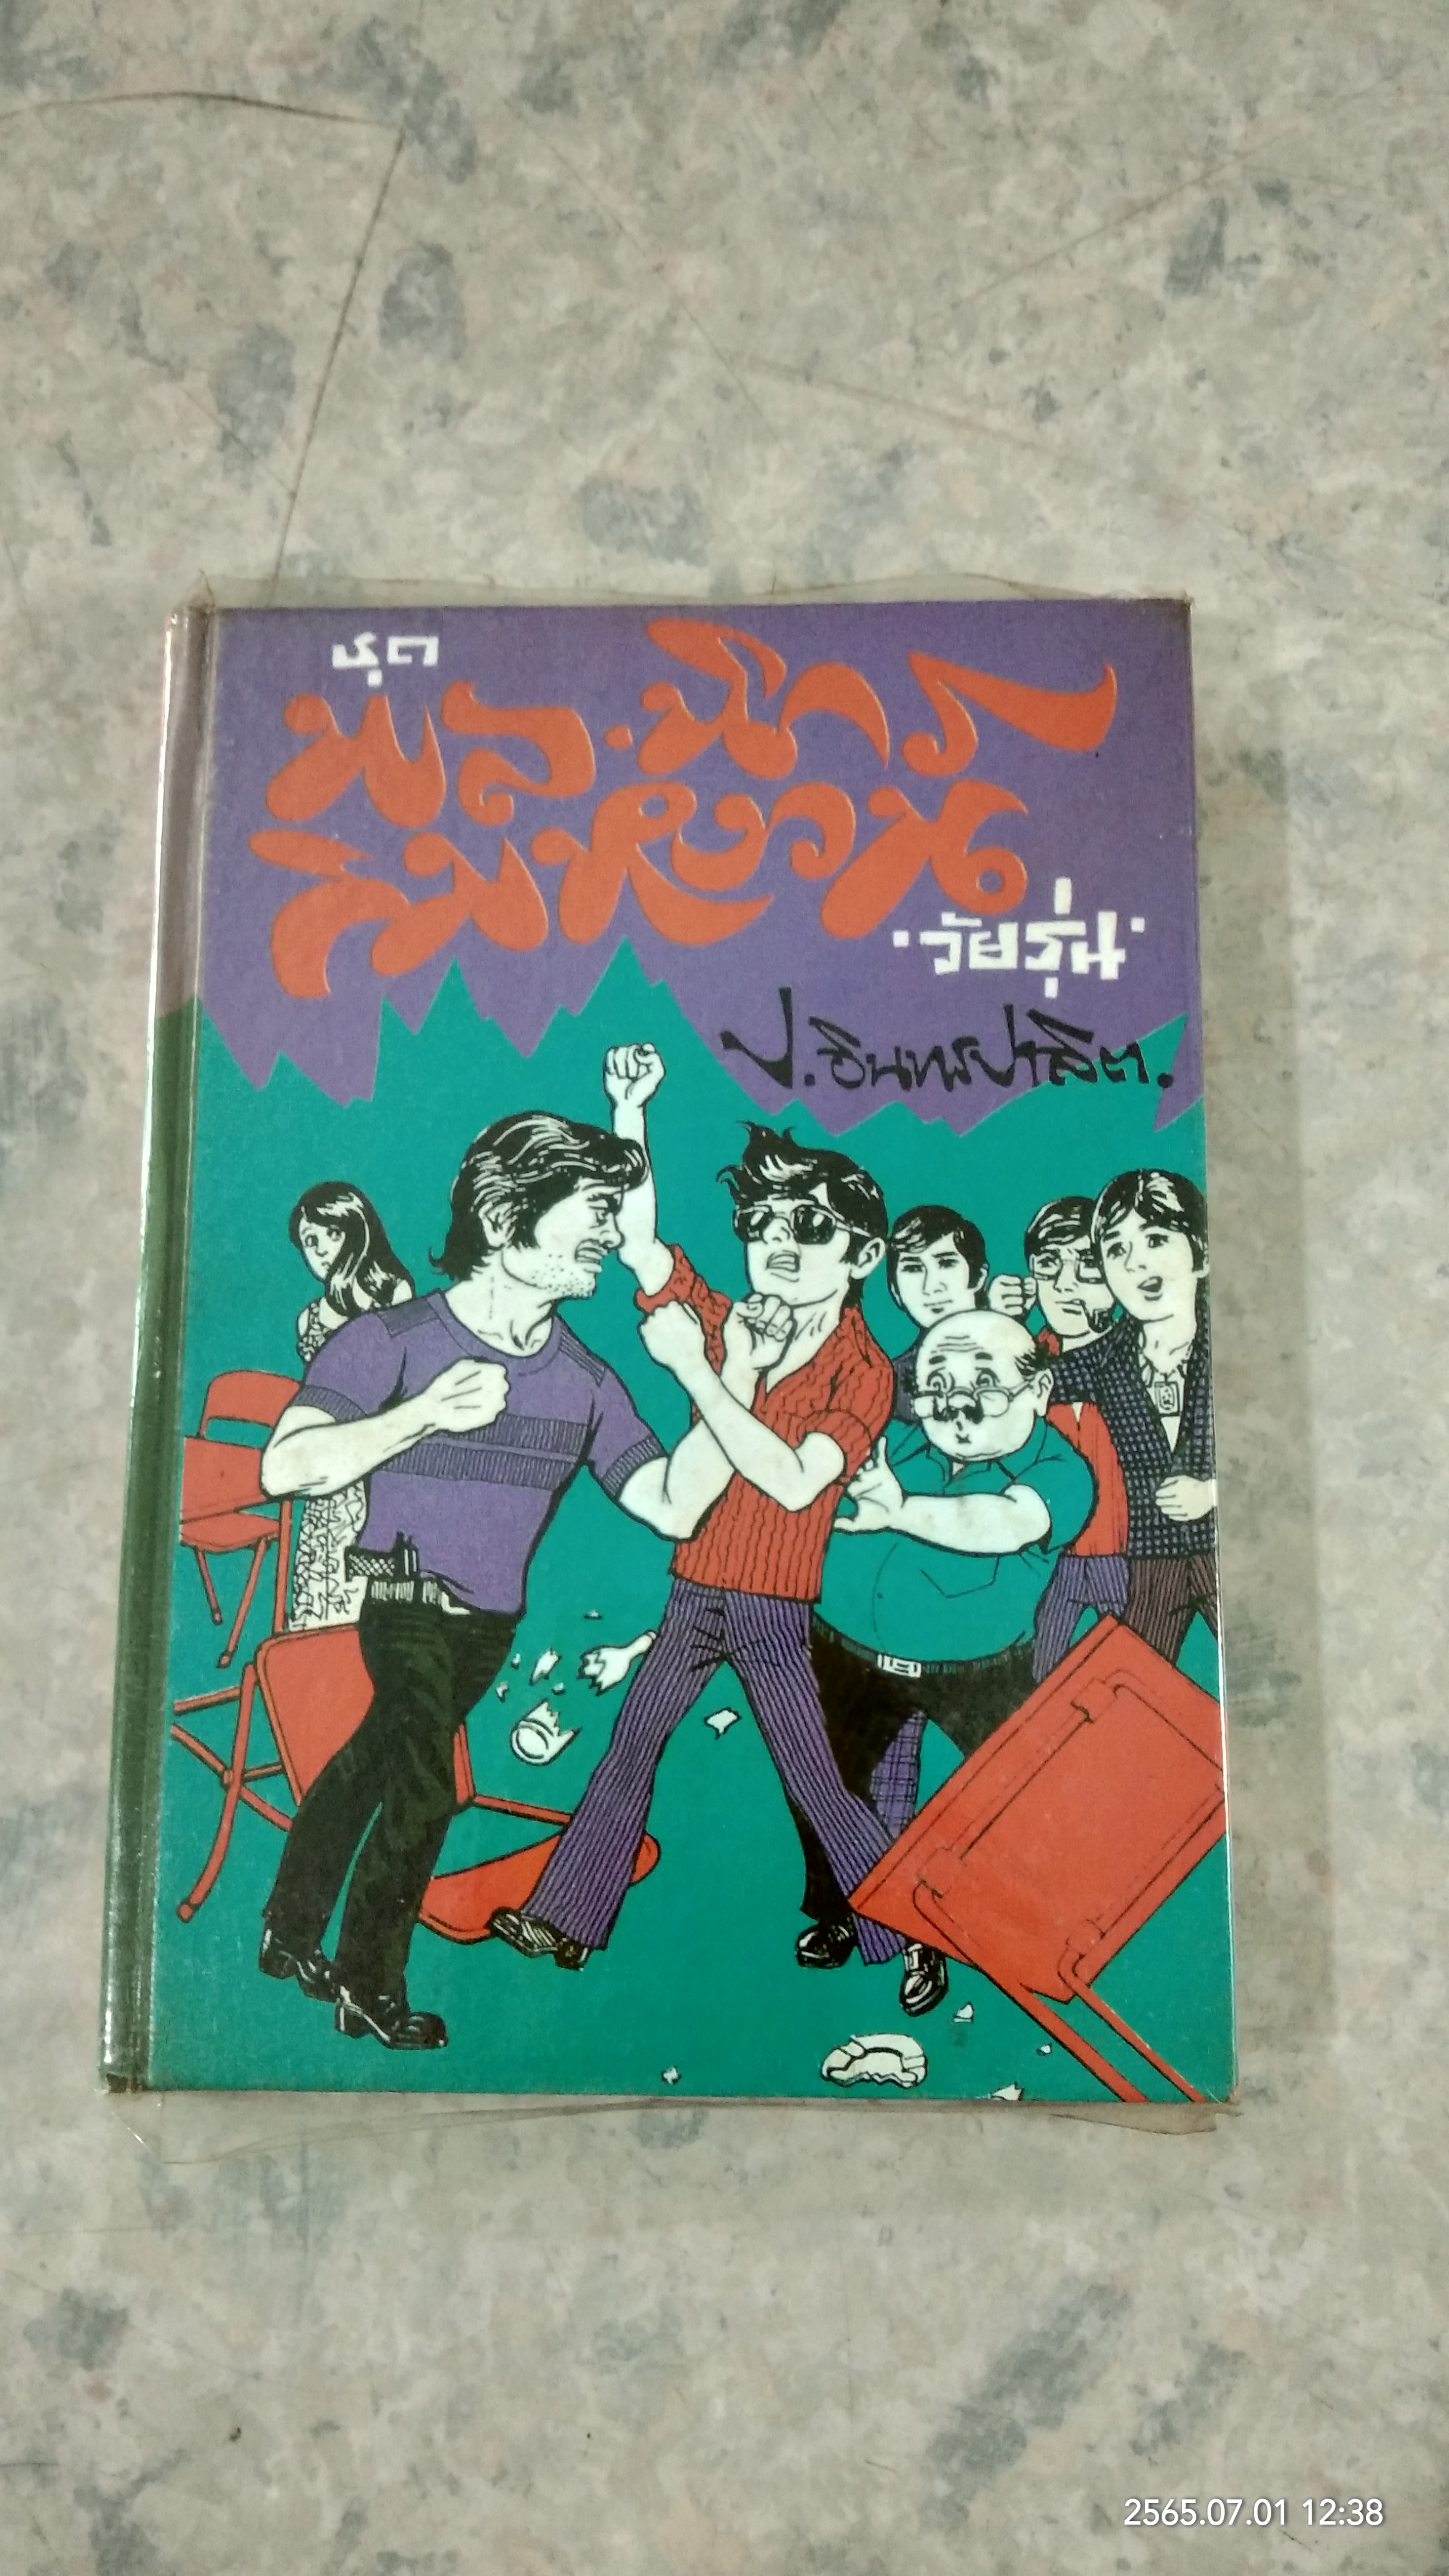 ชุด
พล.นิกร
กิมหงวน
"วัยรุ่น"
ป.อินทรปาลิต.
2565.07.01 12:38